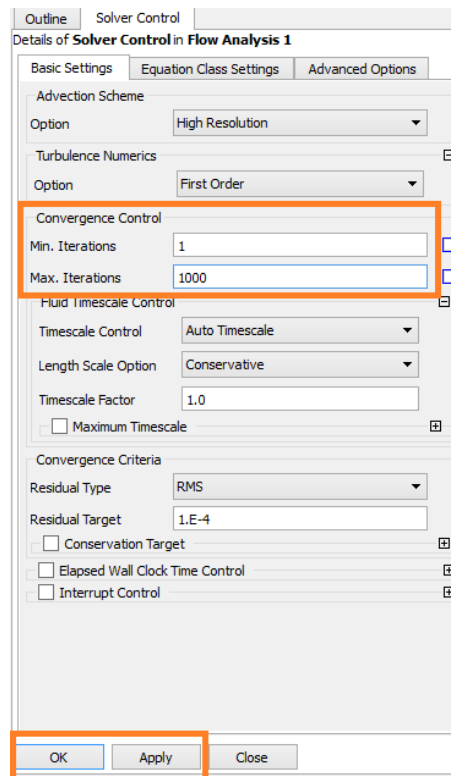 Outline Solver Control
Details of Solver Control in Flow Analysis 1
Basic Settings Equation Class Settings Advanced Options
Advection Scheme
Option High Resolution
Turbulence Numerics
Option First Order
Convergence Control
Min. Iterations 1
Max. Iterations 1000
Fluid Timescale Control
Timescale Control Auto Timescale
Length Scale Option Conservative
Timescale Factor 1.0
Maximum Timescale
Convergence Criteria
Residual Type RMS
Residual Target 1.E-4
Conservation Target
Elapsed Wall Clock Time Control
Interrupt Control
OK Apply Close